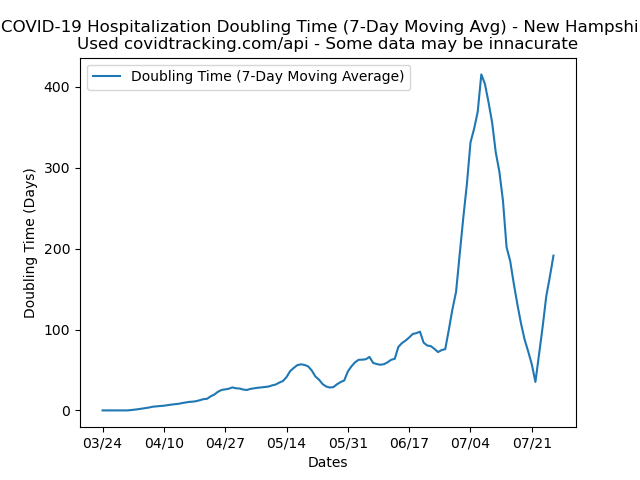 COVID-19 Hospitalization Doubling Time (7-Day Moving Avg) - New Hampshi
Used covidtracking.com/api - Some data may be innacurate
Doubling Time (7-Day Moving Average)
Doubling Time (Days)
400
300
200
100
0
03/24 04/10 04/27 05/14 05/31 06/17 07/04 07/21
Dates